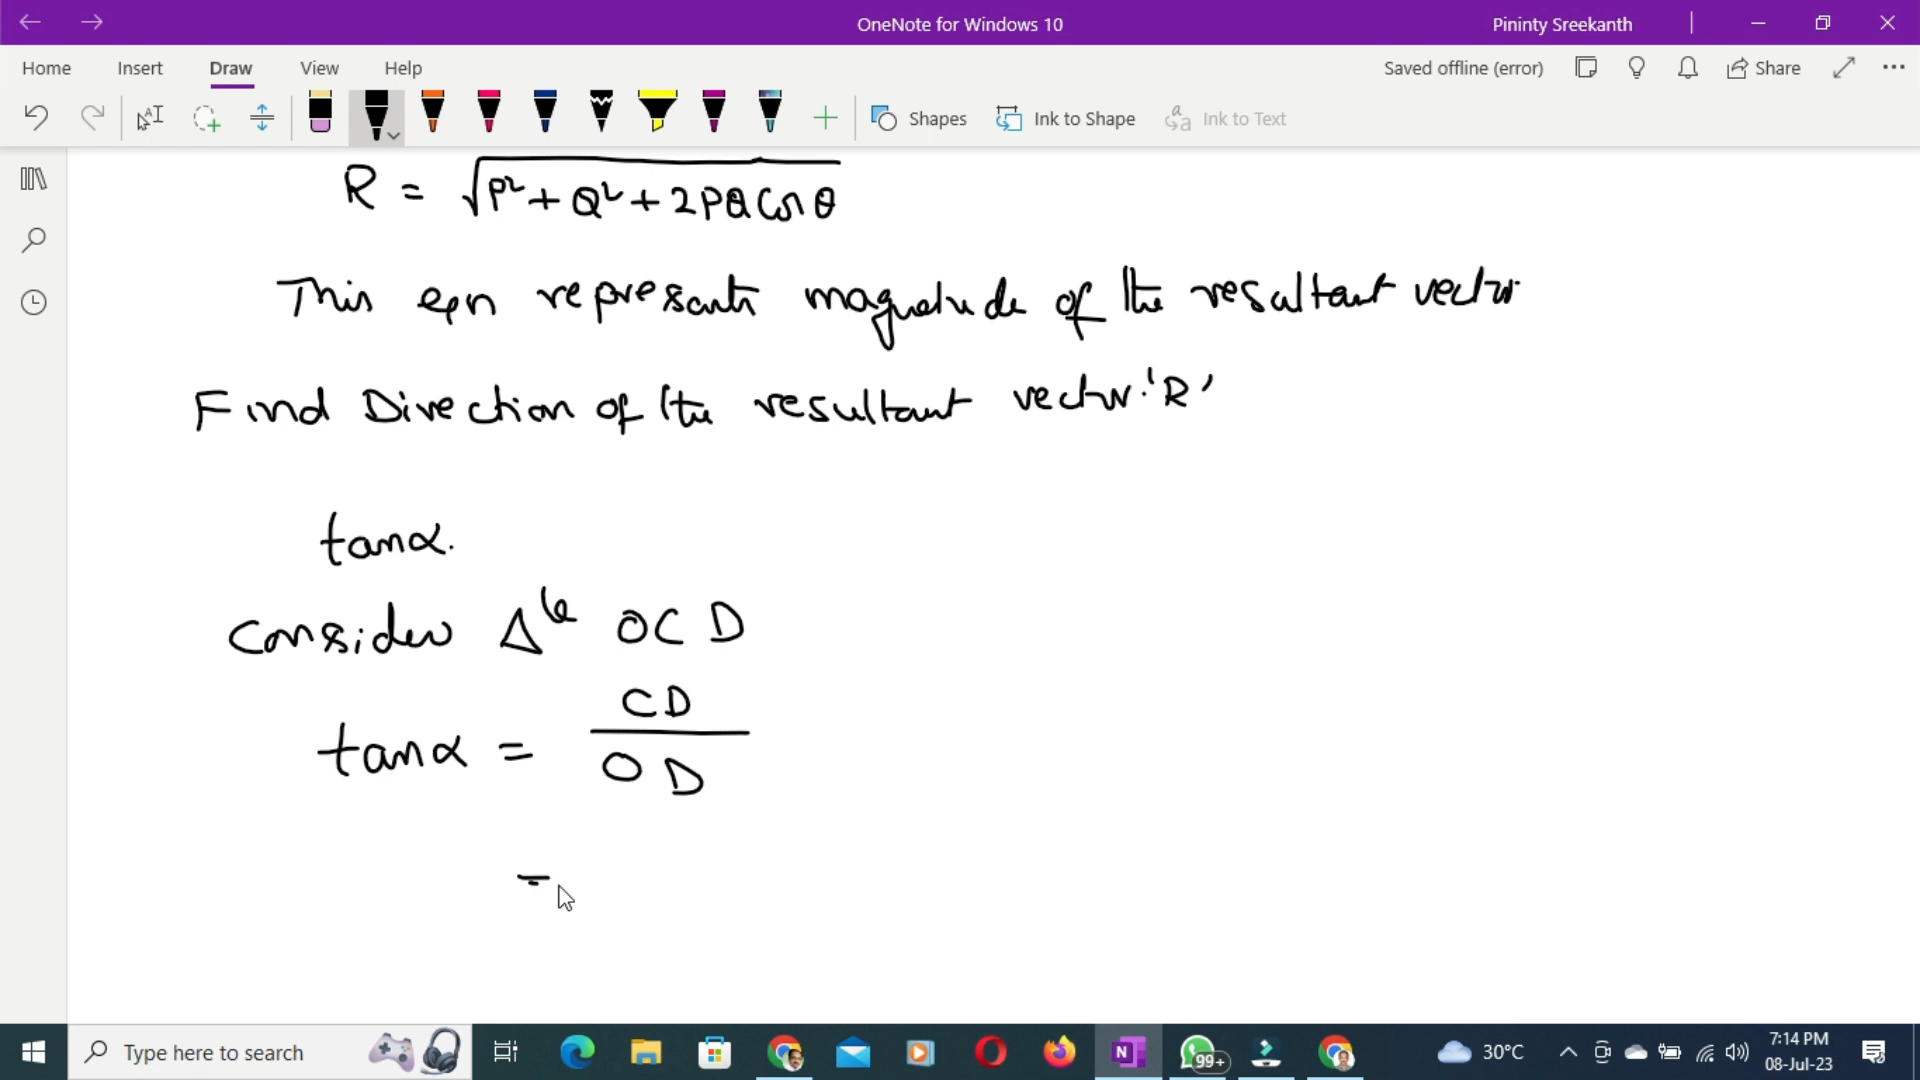 OneNote for Windows 10
Pininty Sreekanth
Home Insert Draw View Help
Saved offline (error) Share
Shapes Ink to Shape Ink to Text
R = √P²+Q²+2PQCosθ
This eqn represents magnitude of the resultant vector
Find Direction of the resultant vector 'R'
tanα.
Consider Δle OCD
tanα = CD
OD
=
Type here to search
99+
30°C
7:14 PM
08-Jul-23